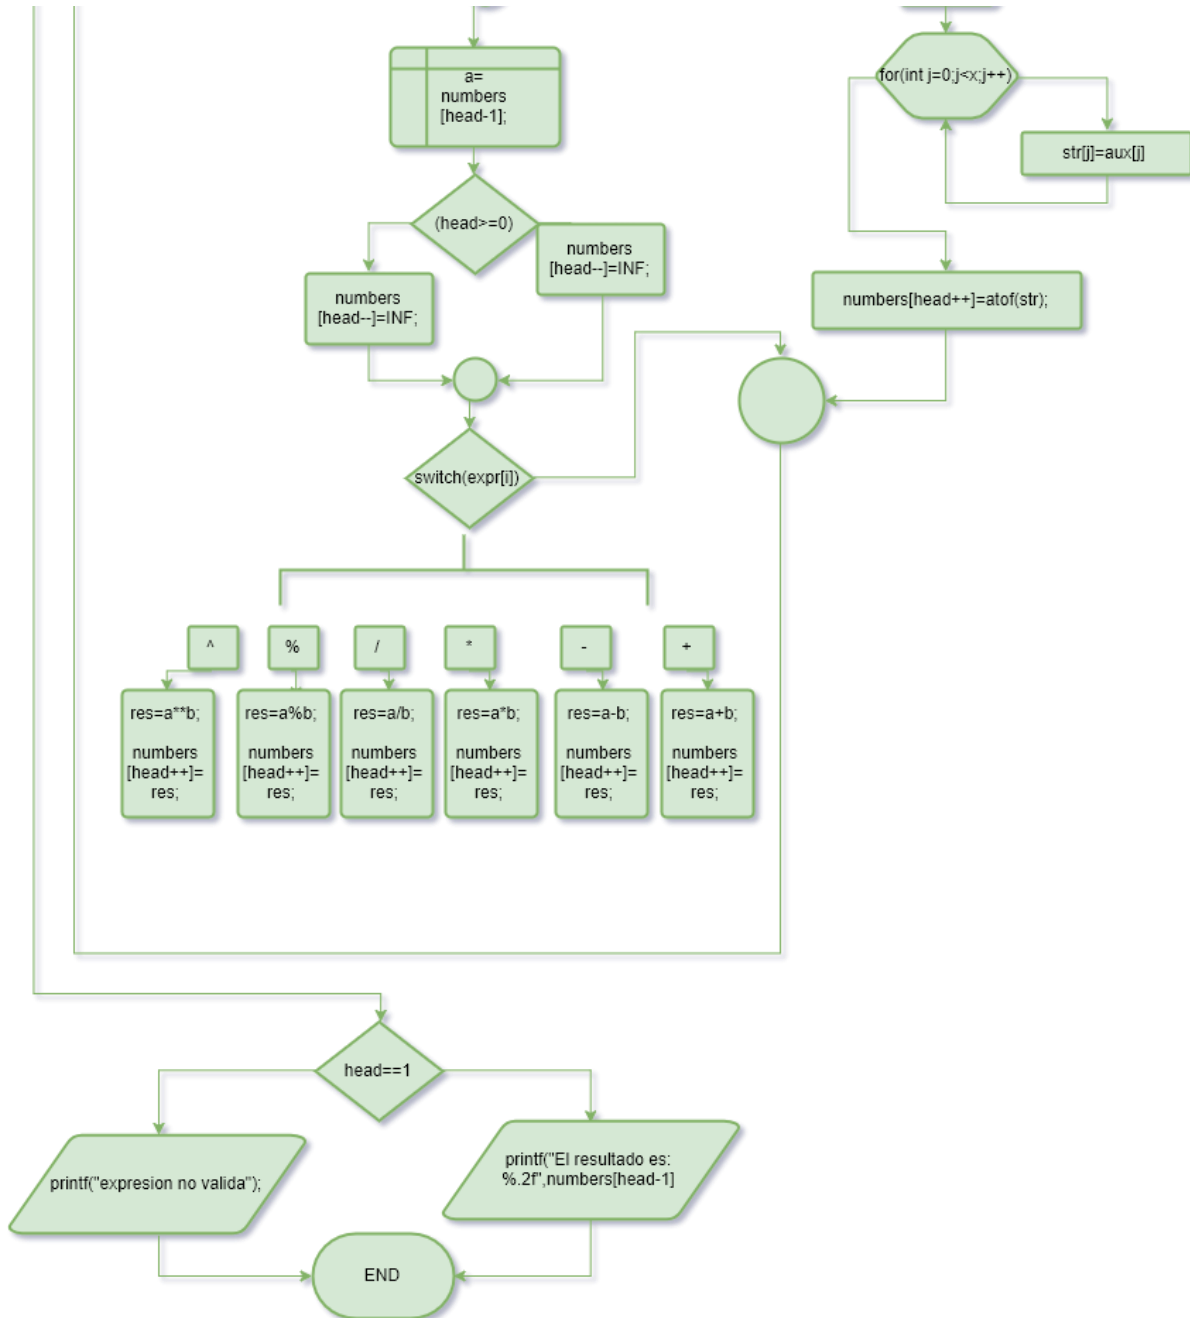 a=
numbers
[head-1];
for(int j=0;j<x;j++)
str[j]=aux[j]
(head>=0)
numbers
[head--]=INF;
numbers
[head--]=INF;
numbers[head++]=atof(str);
switch(expr[i])
^
%
/
*
-
+
res=a**b;
numbers
[head++]=
res;
res=a%b;
numbers
[head++]=
res;
res=a/b;
numbers
[head++]=
res;
res=a*b;
numbers
[head++]=
res;
res=a-b;
numbers
[head++]=
res;
res=a+b;
numbers
[head++]=
res;
head==1
printf("expresion no valida");
printf("El resultado es:
%.2f",numbers[head-1]
END